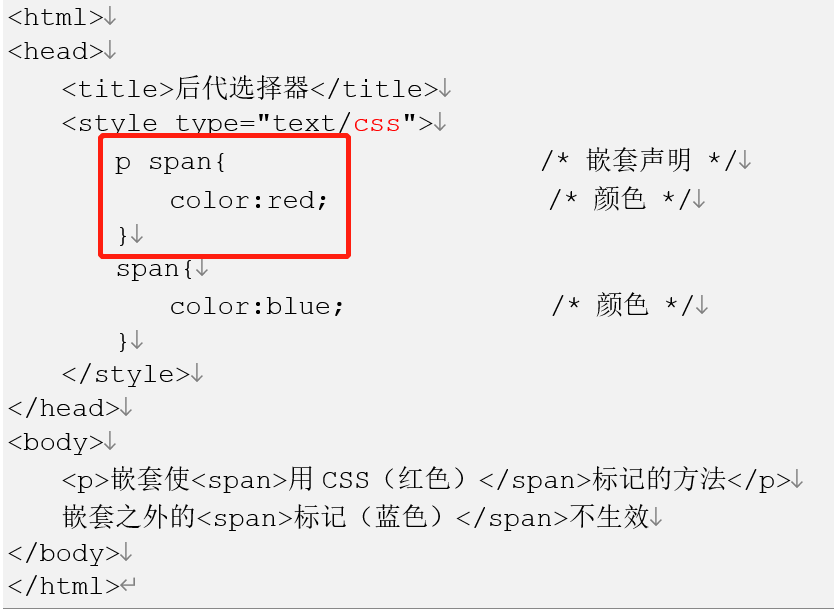 <html>↓
<head>↓
<title>后代选择器</title>↓
<style type="text/css">↓
p span{ /* 嵌套声明 */↓
color:red; /* 颜色 */↓
}↓
span{↓
color:blue; /* 颜色 */↓
}↓
</style>↓
</head>↓
<body>↓
<p>嵌套使<span>用 CSS（红色）</span>标记的方法</p>↓
嵌套之外的<span>标记（蓝色）</span>不生效↓
</body>↓
</html>↵